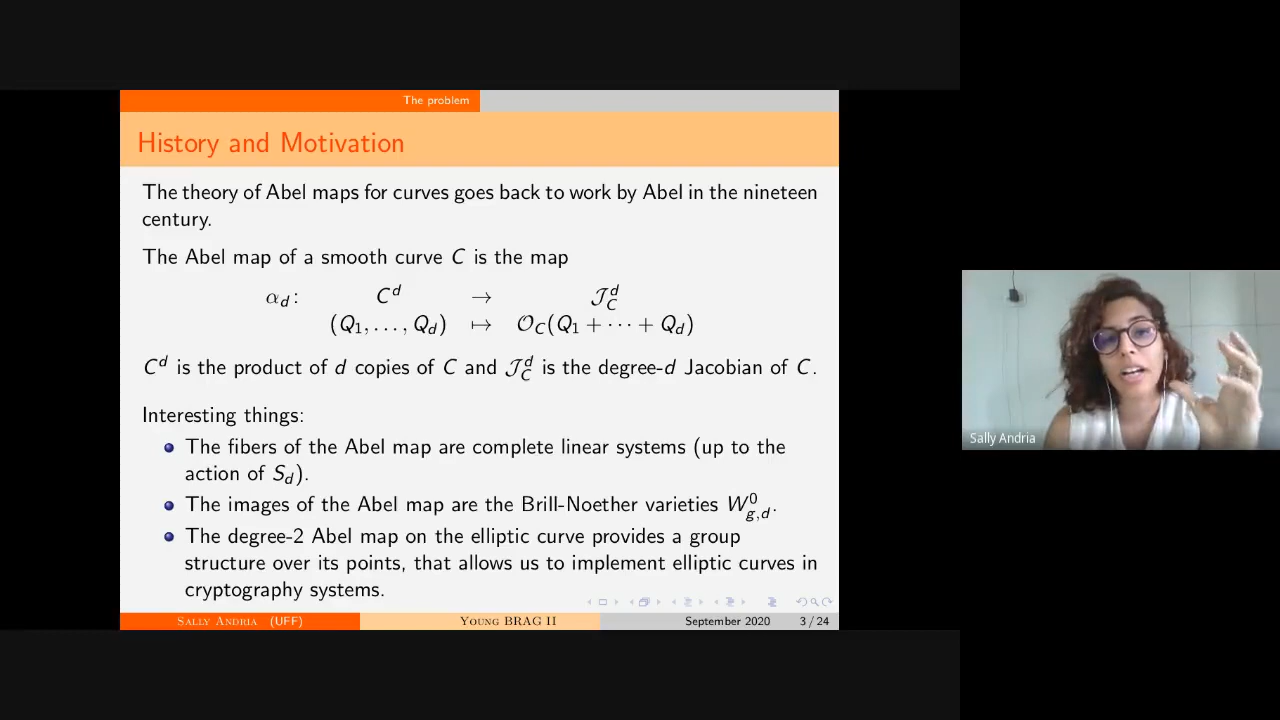 The problem
History and Motivation
The theory of Abel maps for curves goes back to work by Abel in the nineteen
century.
The Abel map of a smooth curve C is the map
α_d : C^d → 𝒥_C^d
(Q_1, . . . , Q_d) ↦ 𝒪_C(Q_1 + · · · + Q_d)
C^d is the product of d copies of C and 𝒥_C^d is the degree-d Jacobian of C.
Interesting things:
The fibers of the Abel map are complete linear systems (up to the
action of S_d).
The images of the Abel map are the Brill-Noether varieties W^0_{g,d}.
The degree-2 Abel map on the elliptic curve provides a group
structure over its points, that allows us to implement elliptic curves in
cryptography systems.
Sally Andria (UFF) Young BRAG II September 2020 3 / 24
Sally Andria